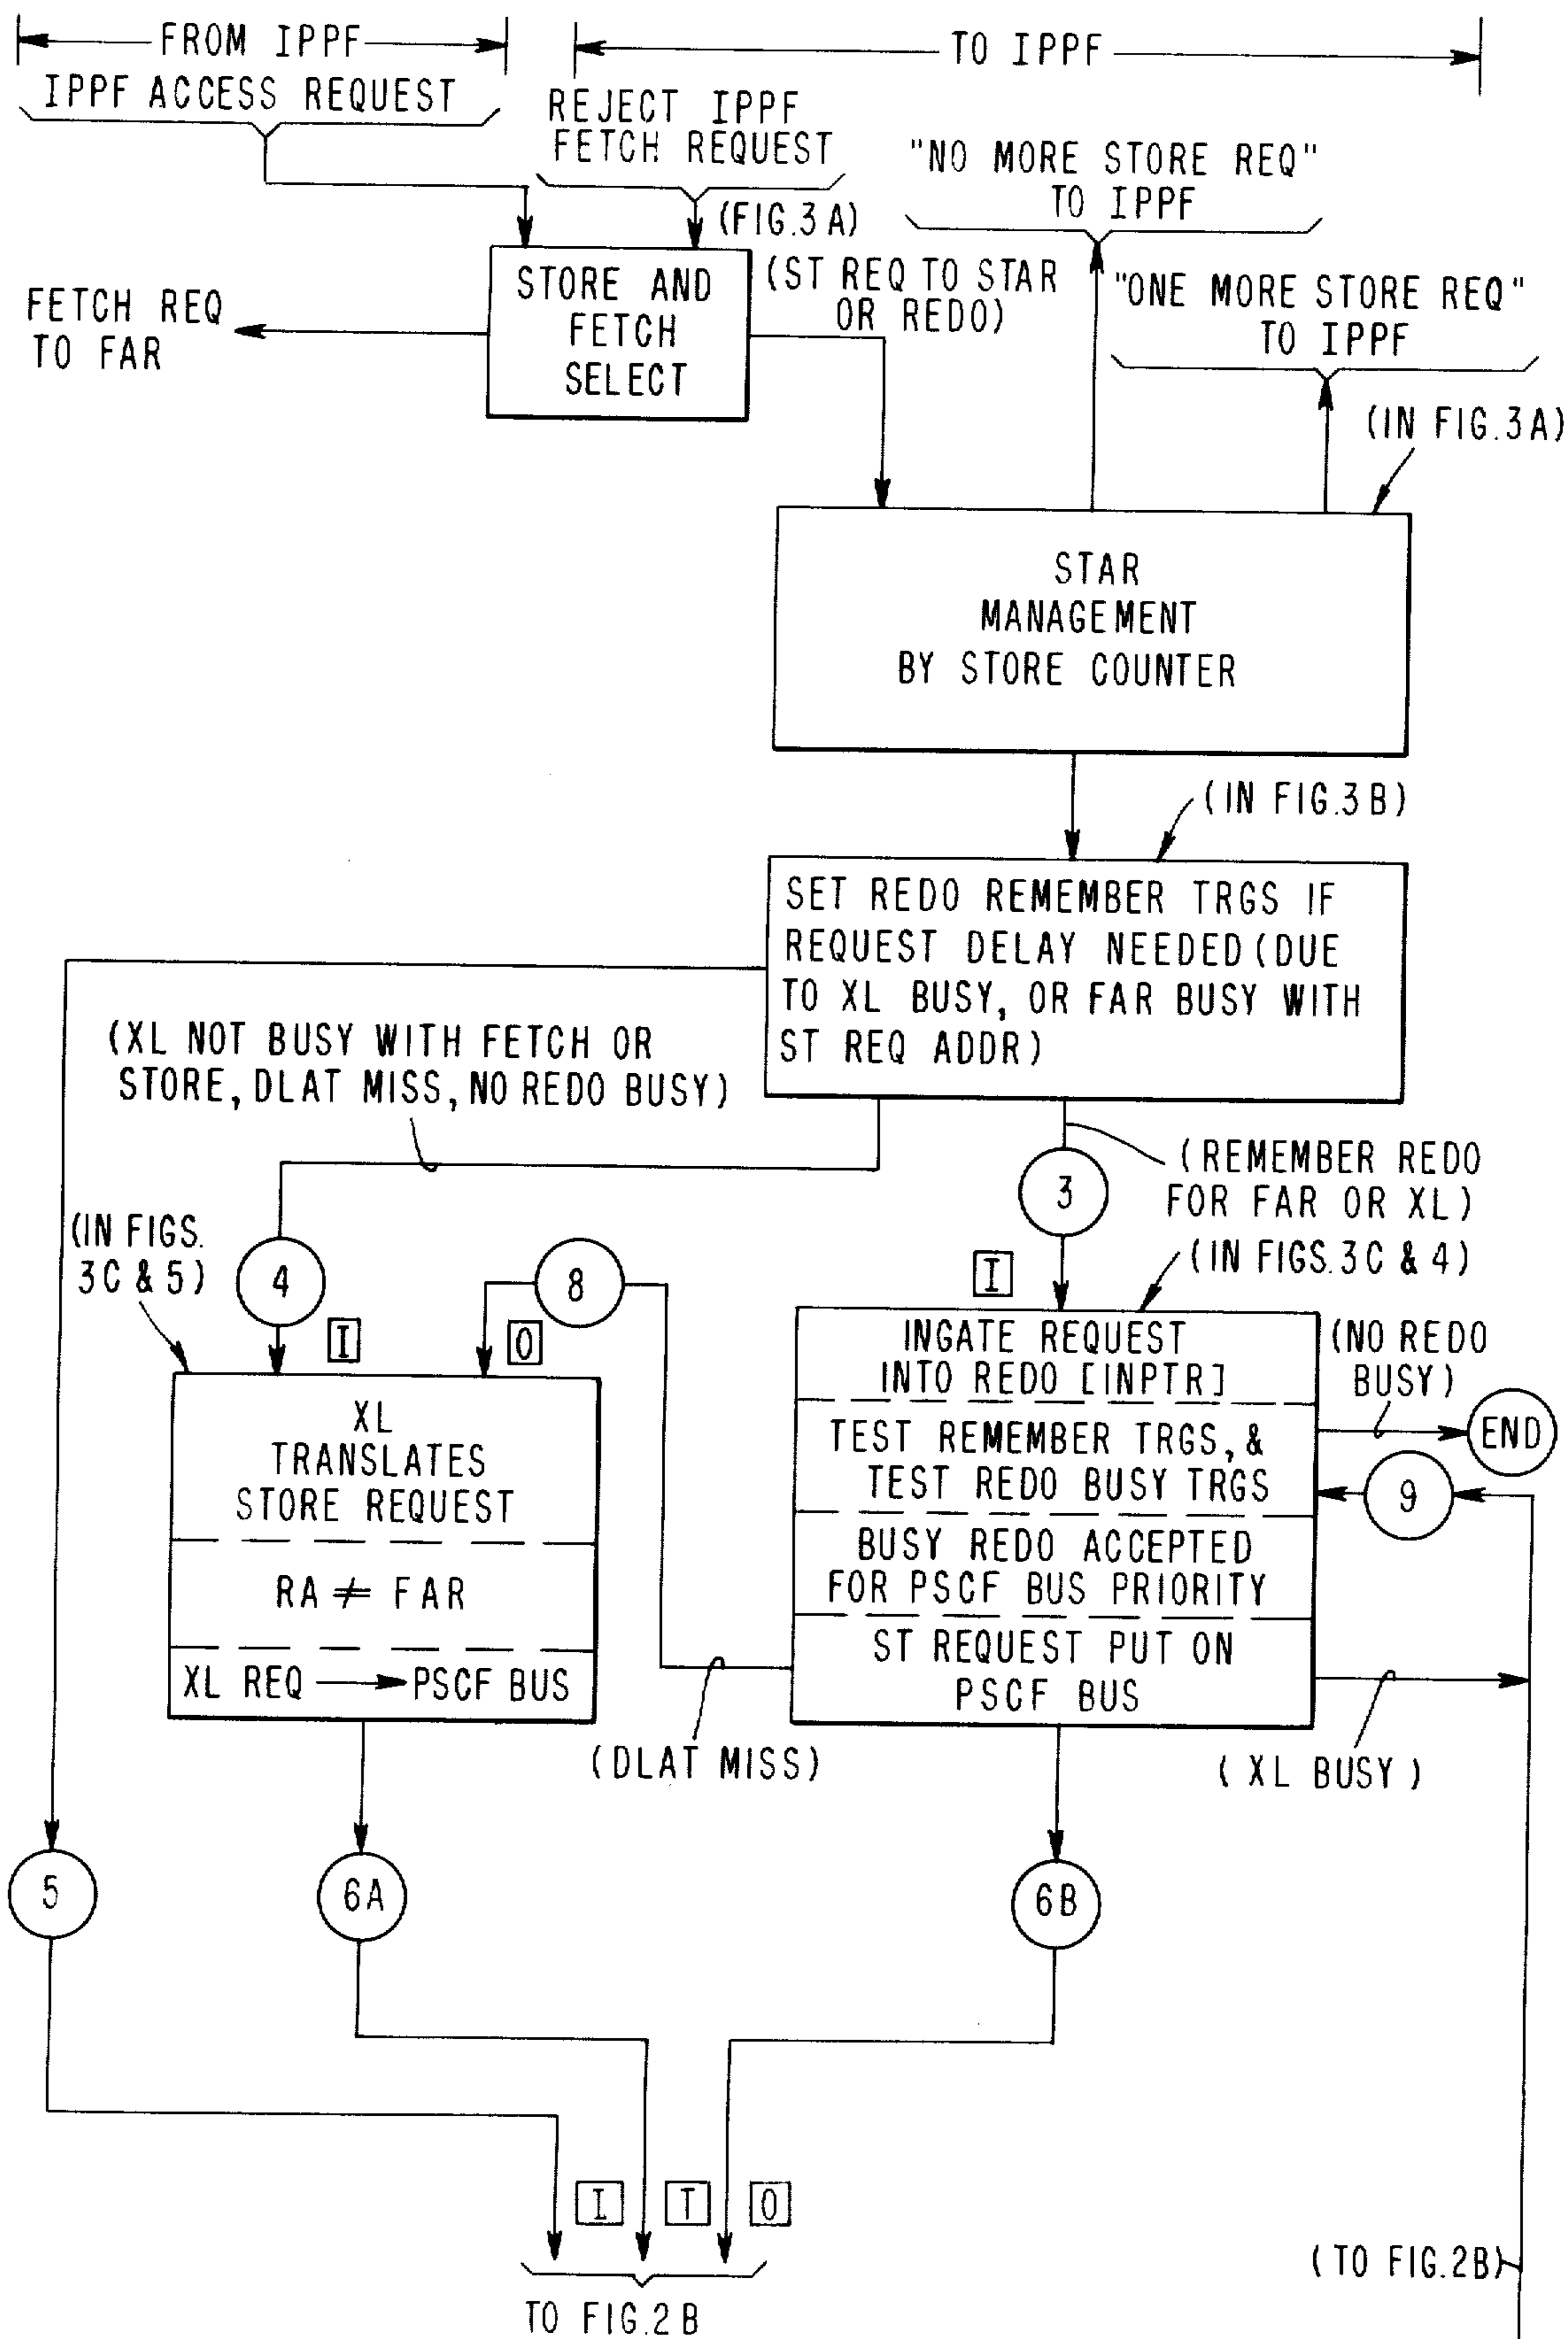 FROM IPPF
TO IPPF
IPPF ACCESS REQUEST
REJECT IPPF
FETCH REQUEST
"NO MORE STORE REQ"
TO IPPF
(FIG.3A)
STORE AND
FETCH
SELECT
(ST REQ TO STAR
OR REDO)
"ONE MORE STORE REQ"
TO IPPF
FETCH REQ
TO FAR
(IN FIG.3A)
STAR
MANAGEMENT
BY STORE COUNTER
(IN FIG.3B)
SET REDO REMEMBER TRGS IF
REQUEST DELAY NEEDED (DUE
TO XL BUSY, OR FAR BUSY WITH
ST REQ ADDR)
(XL NOT BUSY WITH FETCH OR
STORE, DLAT MISS, NO REDO BUSY)
3
(REMEMBER REDO
FOR FAR OR XL)
(IN FIGS.
3C & 5)
4
8
I
(IN FIGS.3C & 4)
I
O
INGATE REQUEST
INTO REDO [INPTR]
(NO REDO
BUSY)
END
XL
TRANSLATES
STORE REQUEST
TEST REMEMBER TRGS, &
TEST REDO BUSY TRGS
9
RA ≠ FAR
BUSY REDO ACCEPTED
FOR PSCF BUS PRIORITY
XL REQ → PSCF BUS
ST REQUEST PUT ON
PSCF BUS
(DLAT MISS)
(XL BUSY)
5
6A
6B
I
T
O
(TO FIG.2B)
TO FIG.2B